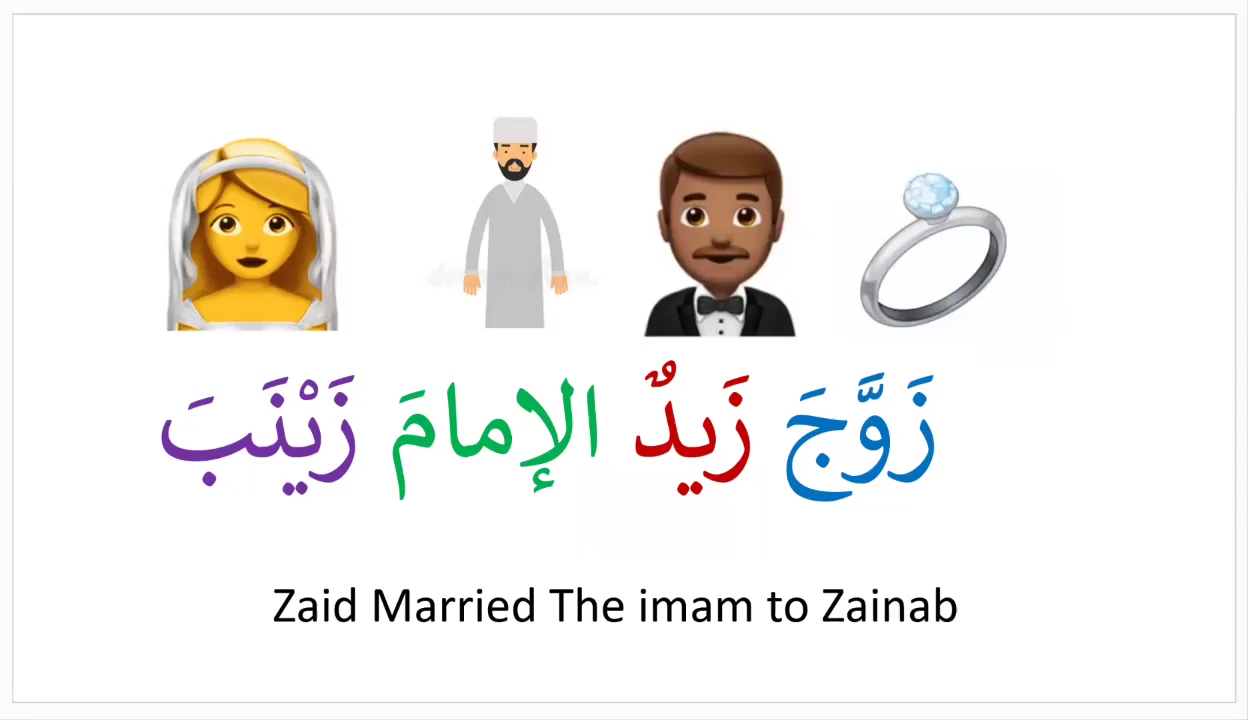 زَوَّجَ زَيدٌ الإمامَ زَيْنَبَ
Zaid Married The imam to Zainab